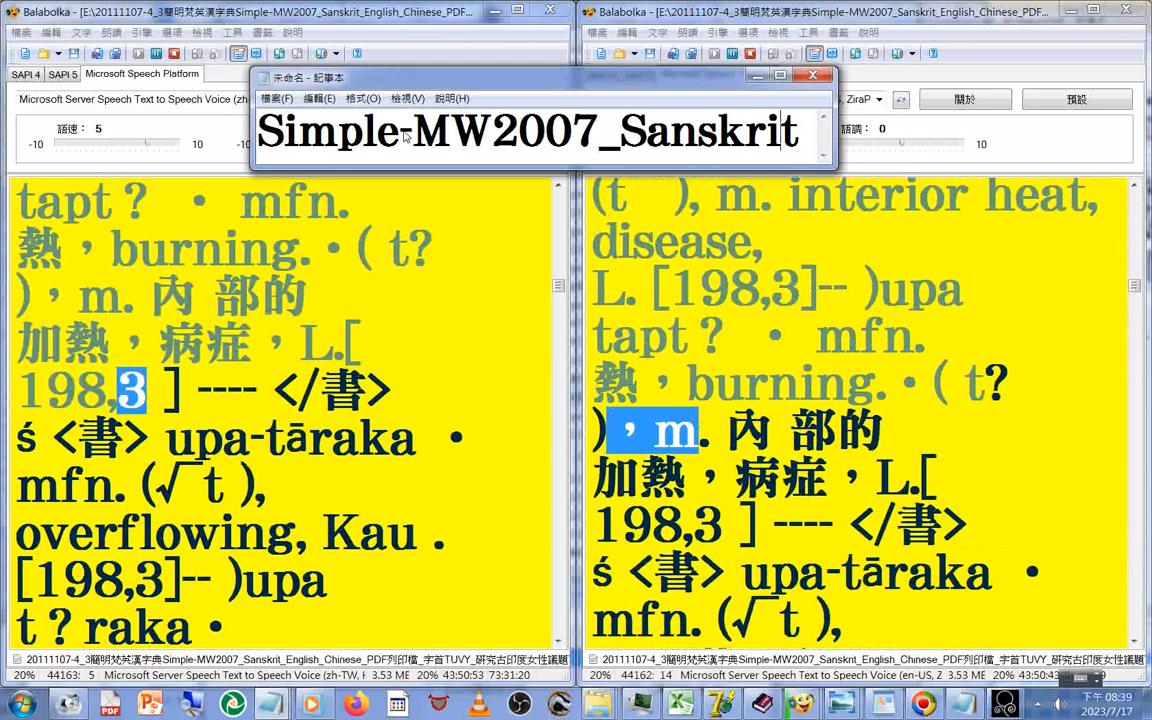 Balabolka - [E:\20111107-4_3簡明梵英漢字典Simple-MW2007_Sanskrit_English_Chinese_PDF...
檔案 編輯 文字 朗讀 引擎 選項 檢視 工具 書籤 說明
SAPI 4 SAPI 5 Microsoft Speech Platform
Microsoft Server Speech Text to Speech Voice (zh-
語速： 5
-10 10
tapt？ • mfn.
熱，burning.•( t?
)，m. 內 部的
加熱，病症，L.[
198,3 ] ---- </書>
ś <書> upa-tāraka •
mfn. (√t ),
overflowing, Kau .
[198,3]-- )upa
t？raka •
20111107-4_3簡明梵英漢字典Simple-MW2007_Sanskrit_English_Chinese_PDF列印檔_字首TUVY_研究古印度女性議題
20% 44163: 5 Microsoft Server Speech Text to Speech Voice (zh-TW, H 3.53 ME 43:50:53 73:31:20
未命名 - 記事本
檔案(F) 編輯(E) 格式(O) 檢視(V) 說明(H)
Simple-MW2007_Sanskrit
Balabolka - [E:\20111107-4_3簡明梵英漢字典Simple-MW2007_Sanskrit_English_Chinese_PDF...
檔案 編輯 文字 朗讀 引擎 選項 檢視 工具 書籤 說明
, ZiraP 關於 預設
語調： 0
10
(t ), m. interior heat,
disease,
L. [198,3]-- )upa
tapt？ • mfn.
熱，burning.•( t?
)，m. 內 部的
加熱，病症，L.[
198,3 ] ---- </書>
ś <書> upa-tāraka •
mfn. (√t ),
20111107-4_3簡明梵英漢字典Simple-MW2007_Sanskrit_English_Chinese_PDF列印檔_字首TUVY_研究古印度女性議題
20% 44162: 14 Microsoft Server Speech Text to Speech Voice (en-US, Z 3.53 ME
下午 08:39
2023/7/17